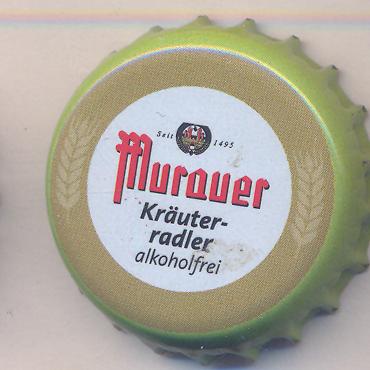 Seit 1495
Murauer
Kräuter-
radler
alkoholfrei